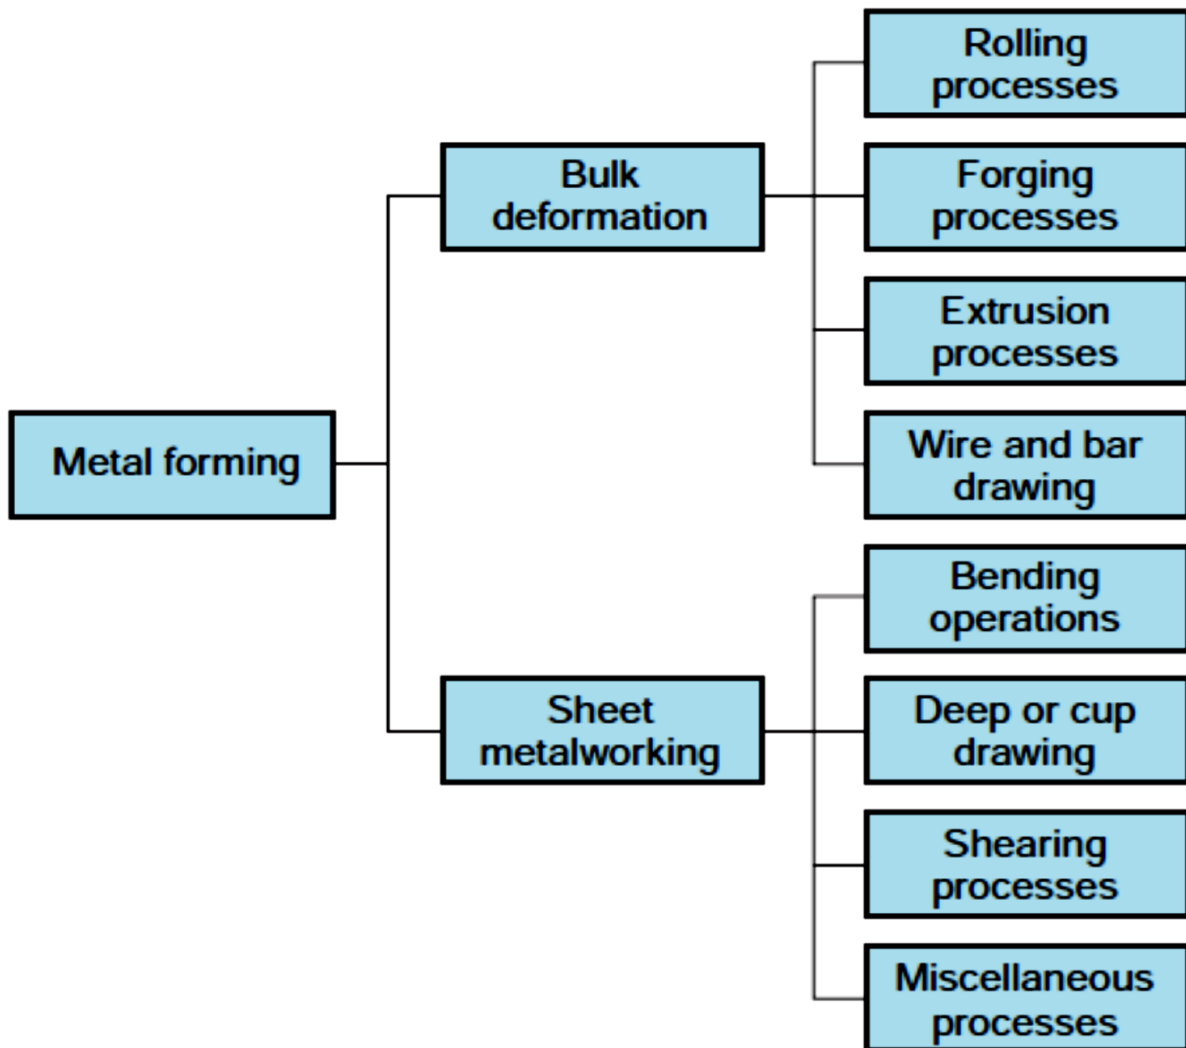 Rolling
processes
Bulk
deformation
Forging
processes
Extrusion
processes
Metal forming
Wire and bar
drawing
Bending
operations
Sheet
metalworking
Deep or cup
drawing
Shearing
processes
Miscellaneous
processes